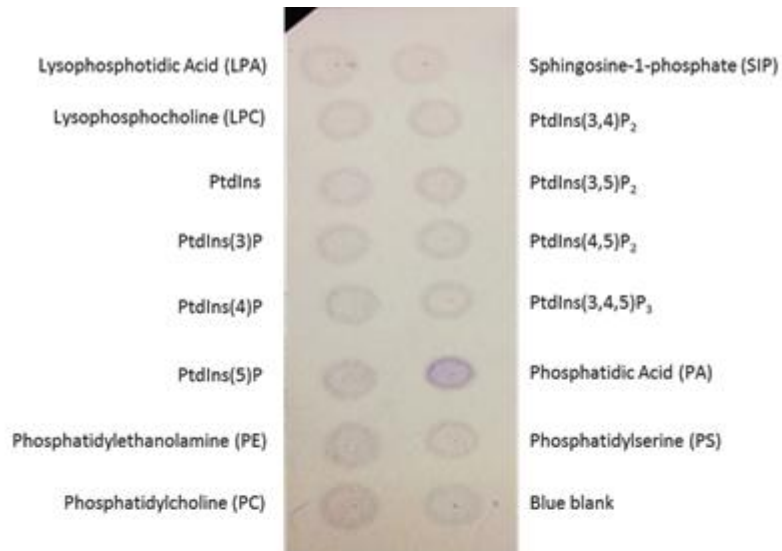 Lysophosphotidic Acid (LPA)
Sphingosine-1-phosphate (SIP)
Lysophosphocholine (LPC)
PtdIns(3,4)P₂
PtdIns
PtdIns(3,5)P₂
PtdIns(3)P
PtdIns(4,5)P₂
PtdIns(4)P
PtdIns(3,4,5)P₃
PtdIns(5)P
Phosphatidic Acid (PA)
Phosphatidylethanolamine (PE)
Phosphatidylserine (PS)
Phosphatidylcholine (PC)
Blue blank